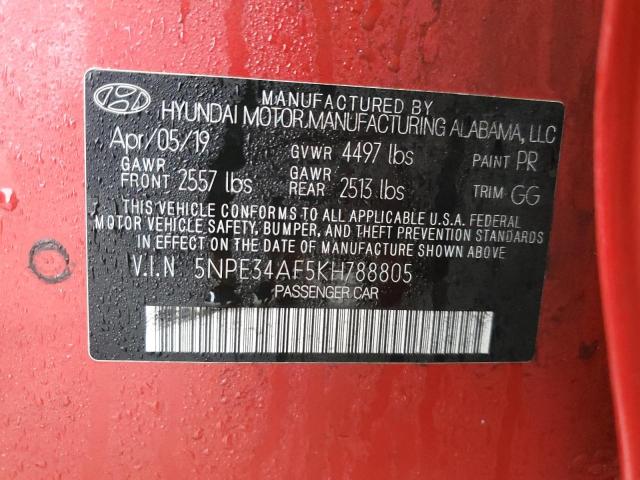 MANUFACTURED BY
HYUNDAI MOTOR MANUFACTURING ALABAMA, LLC
Apr/05/19 GVWR 4497 lbs PAINT PR
GAWR FRONT 2557 lbs GAWR REAR 2513 lbs TRIM GG
THIS VEHICLE CONFORMS TO ALL APPLICABLE U.S.A. FEDERAL
MOTOR VEHICLE SAFETY, BUMPER, AND THEFT PREVENTION STANDARDS
IN EFFECT ON THE DATE OF MANUFACTURE SHOWN ABOVE
V.I.N 5NPE34AF5KH788805
PASSENGER CAR